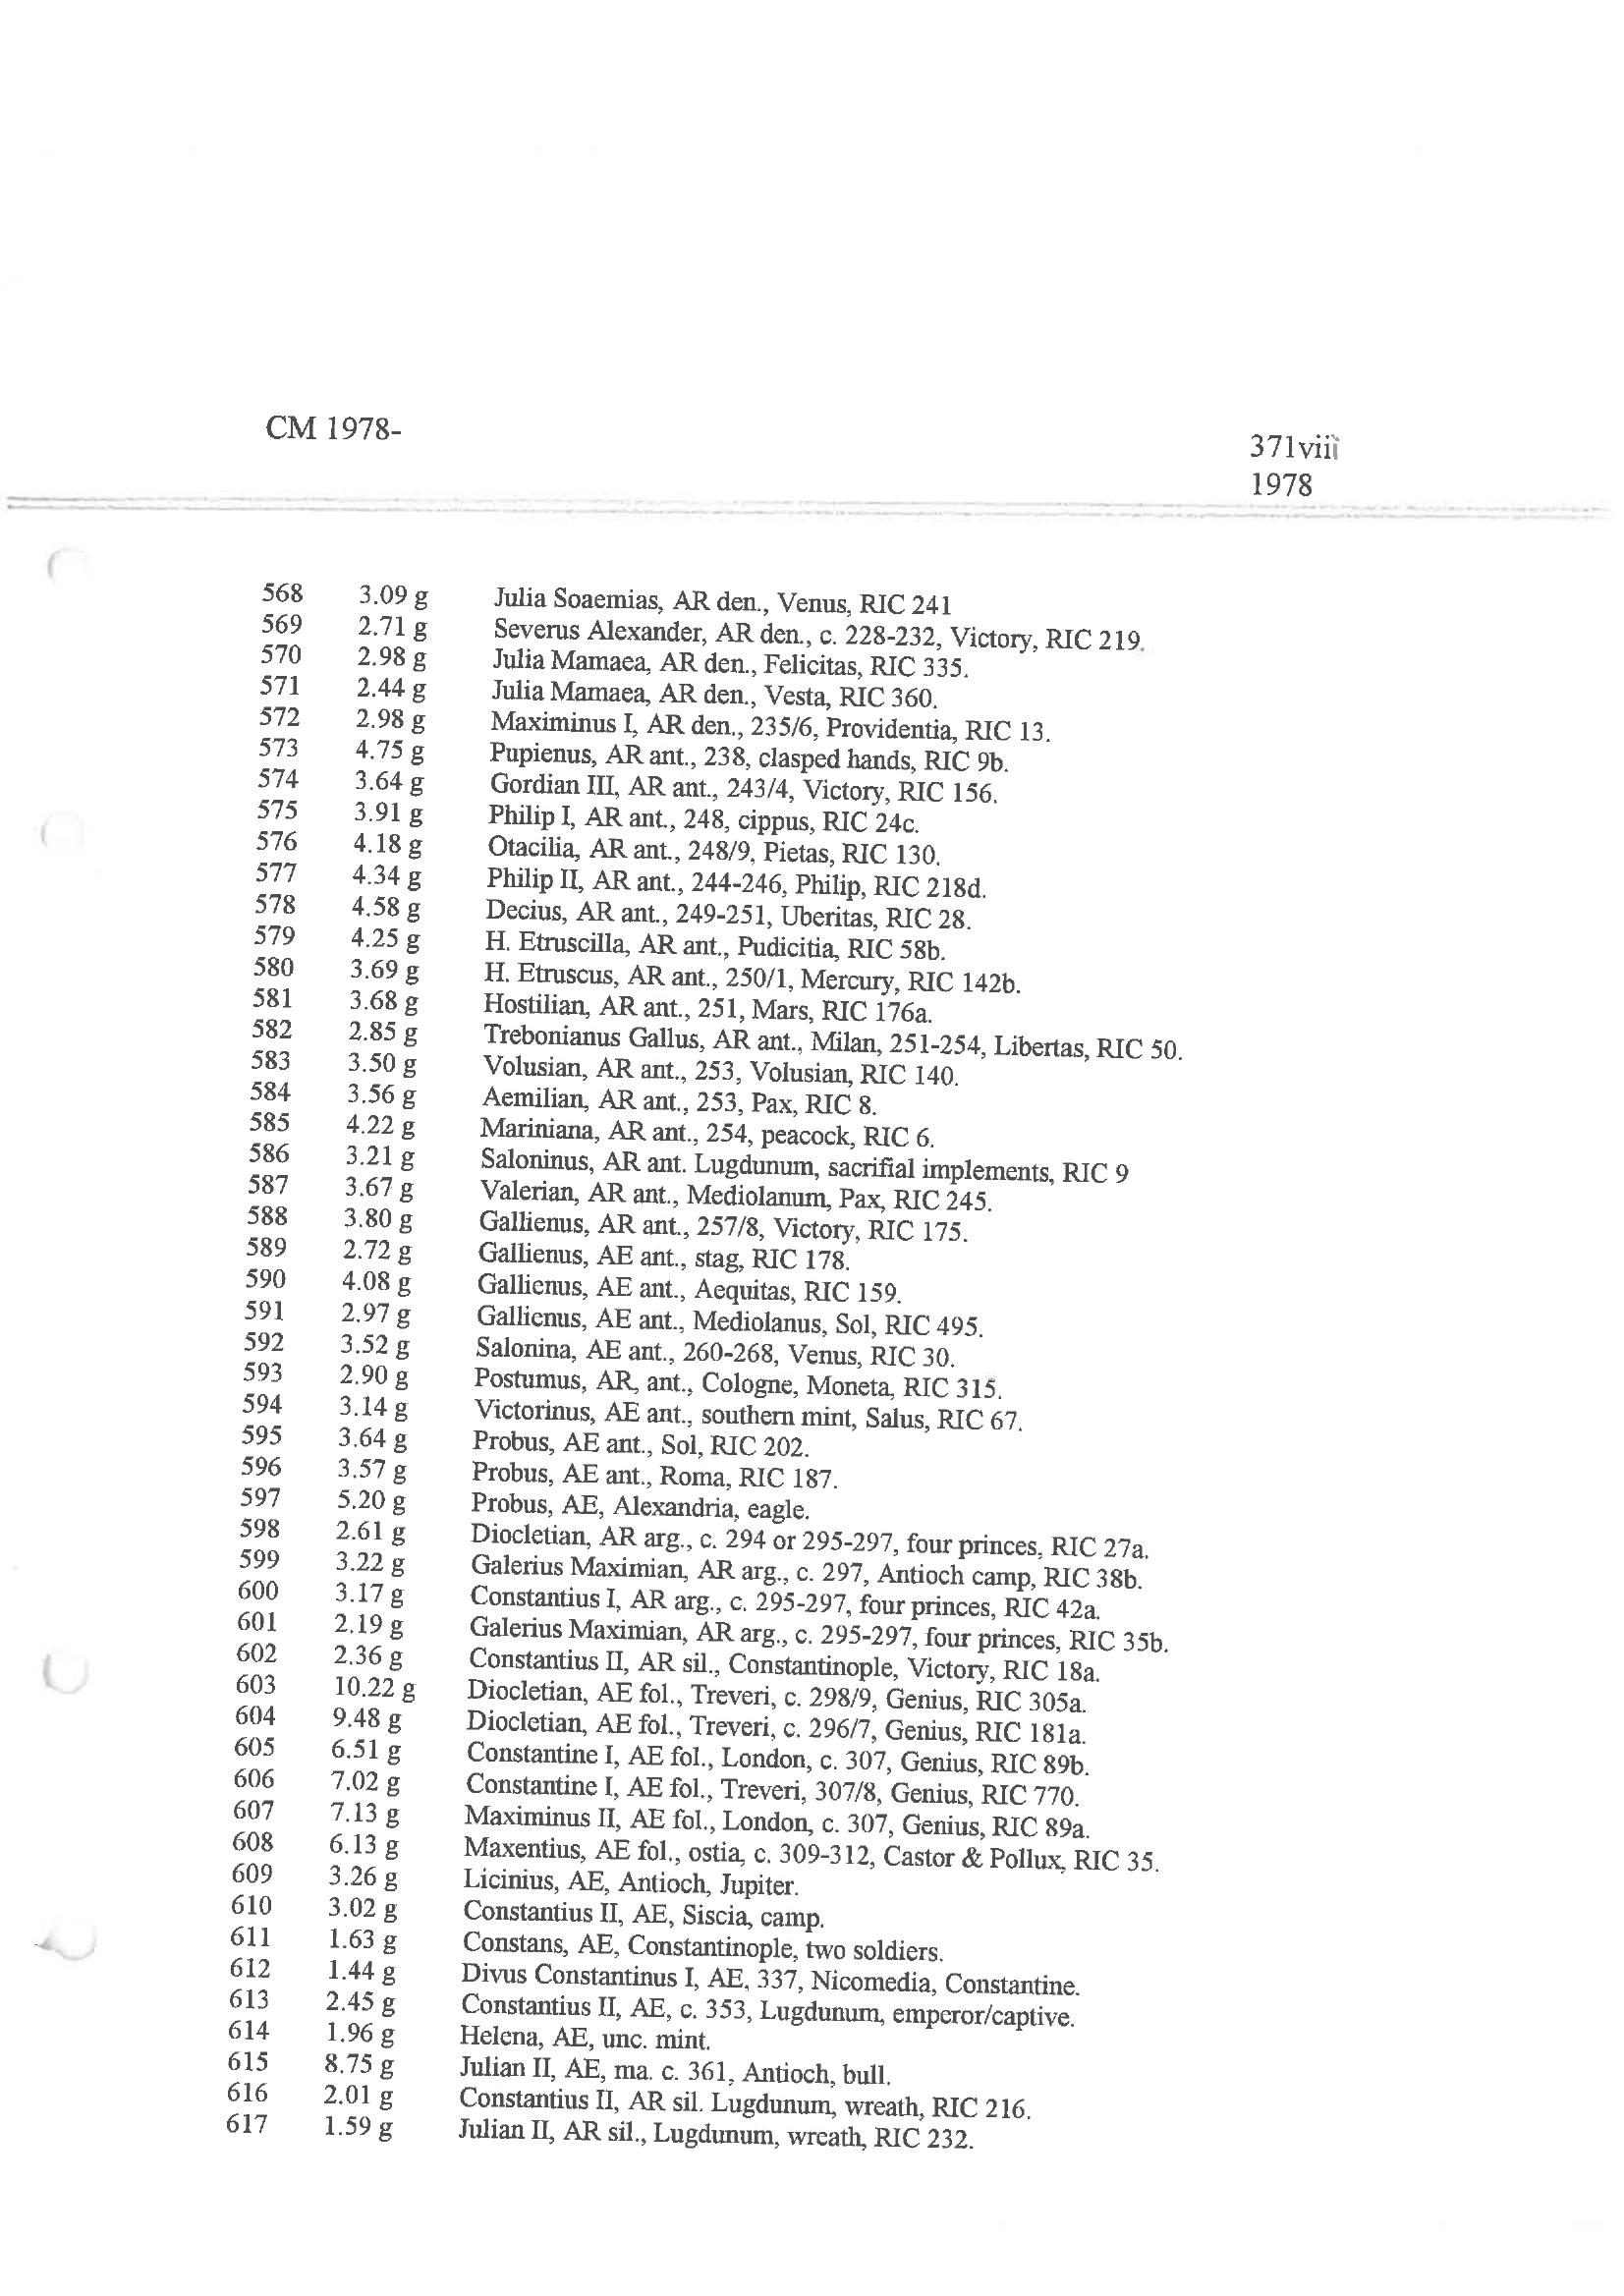 CM 1978-
371viii
1978
568 3.09 g Julia Soaemias, AR den., Venus, RIC 241
569 2.71 g Severus Alexander, AR den., c. 228-232, Victory, RIC 219.
570 2.98 g Julia Mamaea, AR den., Felicitas, RIC 335.
571 2.44 g Julia Mamaea, AR den., Vesta, RIC 360.
572 2.98 g Maximinus I, AR den., 235/6, Providentia, RIC 13.
573 4.75 g Pupienus, AR ant., 238, clasped hands, RIC 9b.
574 3.64 g Gordian III, AR ant., 243/4, Victory, RIC 156.
575 3.91 g Philip I, AR ant., 248, cippus, RIC 24c.
576 4.18 g Otacilia, AR ant., 248/9, Pietas, RIC 130.
577 4.34 g Philip II, AR ant., 244-246, Philip, RIC 218d.
578 4.58 g Decius, AR ant., 249-251, Uberitas, RIC 28.
579 4.25 g H. Etruscilla, AR ant., Pudicitia, RIC 58b.
580 3.69 g H. Etruscus, AR ant., 250/1, Mercury, RIC 142b.
581 3.68 g Hostilian, AR ant., 251, Mars, RIC 176a.
582 2.85 g Trebonianus Gallus, AR ant., Milan, 251-254, Libertas, RIC 50.
583 3.50 g Volusian, AR ant., 253, Volusian, RIC 140.
584 3.56 g Aemilian, AR ant., 253, Pax, RIC 8.
585 4.22 g Mariniana, AR ant., 254, peacock, RIC 6.
586 3.21 g Saloninus, AR ant. Lugdunum, sacrifial implements, RIC 9
587 3.67 g Valerian, AR ant., Mediolanum, Pax, RIC 245.
588 3.80 g Gallienus, AR ant., 257/8, Victory, RIC 175.
589 2.72 g Gallienus, AE ant., stag, RIC 178.
590 4.08 g Gallienus, AE ant., Aequitas, RIC 159.
591 2.97 g Gallienus, AE ant., Mediolanus, Sol, RIC 495.
592 3.52 g Salonina, AE ant., 260-268, Venus, RIC 30.
593 2.90 g Postumus, AR, ant., Cologne, Moneta, RIC 315.
594 3.14 g Victorinus, AE ant., southern mint, Salus, RIC 67.
595 3.64 g Probus, AE ant., Sol, RIC 202.
596 3.57 g Probus, AE ant., Roma, RIC 187.
597 5.20 g Probus, AE, Alexandria, eagle.
598 2.61 g Diocletian, AR arg., c. 294 or 295-297, four princes, RIC 27a.
599 3.22 g Galerius Maximian, AR arg., c. 297, Antioch camp, RIC 38b.
600 3.17 g Constantius I, AR arg., c. 295-297, four princes, RIC 42a.
601 2.19 g Galerius Maximian, AR arg., c. 295-297, four princes, RIC 35b.
602 2.36 g Constantius II, AR sil., Constantinople, Victory, RIC 18a.
603 10.22 g Diocletian, AE fol., Treveri, c. 298/9, Genius, RIC 305a.
604 9.48 g Diocletian, AE fol., Treveri, c. 296/7, Genius, RIC 181a.
605 6.51 g Constantine I, AE fol., London, c. 307, Genius, RIC 89b.
606 7.02 g Constantine I, AE fol., Treveri, 307/8, Genius, RIC 770.
607 7.13 g Maximinus II, AE fol., London, c. 307, Genius, RIC 89a.
608 6.13 g Maxentius, AE fol., ostia, c. 309-312, Castor & Pollux, RIC 35.
609 3.26 g Licinius, AE, Antioch, Jupiter.
610 3.02 g Constantius II, AE, Siscia, camp.
611 1.63 g Constans, AE, Constantinople, two soldiers.
612 1.44 g Divus Constantinus I, AE, 337, Nicomedia, Constantine.
613 2.45 g Constantius II, AE, c. 353, Lugdunum, emperor/captive.
614 1.96 g Helena, AE, unc. mint.
615 8.75 g Julian II, AE, ma. c. 361, Antioch, bull.
616 2.01 g Constantius II, AR sil. Lugdunum, wreath, RIC 216.
617 1.59 g Julian II, AR sil., Lugdunum, wreath, RIC 232.